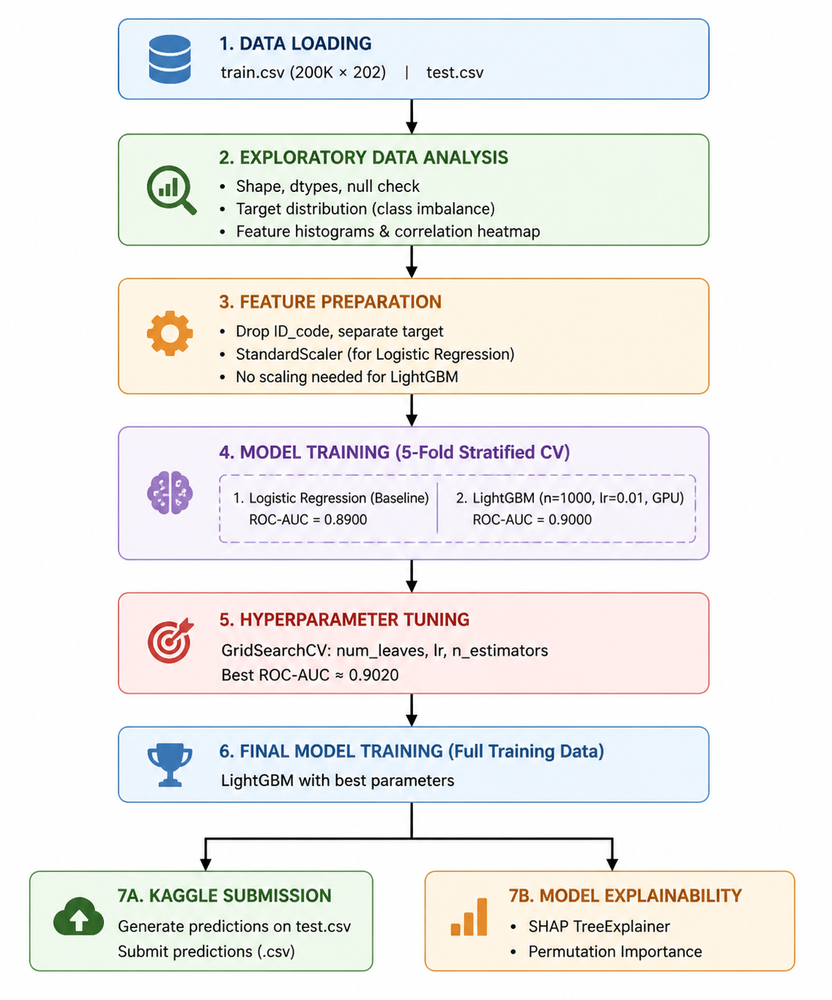 1. DATA LOADING
train.csv (200K × 202) | test.csv
2. EXPLORATORY DATA ANALYSIS
• Shape, dtypes, null check
• Target distribution (class imbalance)
• Feature histograms & correlation heatmap
3. FEATURE PREPARATION
• Drop ID_code, separate target
• StandardScaler (for Logistic Regression)
• No scaling needed for LightGBM
4. MODEL TRAINING (5-Fold Stratified CV)
1. Logistic Regression (Baseline)
ROC-AUC = 0.8900
2. LightGBM (n=1000, lr=0.01, GPU)
ROC-AUC = 0.9000
5. HYPERPARAMETER TUNING
GridSearchCV: num_leaves, lr, n_estimators
Best ROC-AUC ≈ 0.9020
6. FINAL MODEL TRAINING (Full Training Data)
LightGBM with best parameters
7A. KAGGLE SUBMISSION
Generate predictions on test.csv
Submit predictions (.csv)
7B. MODEL EXPLAINABILITY
• SHAP TreeExplainer
• Permutation Importance